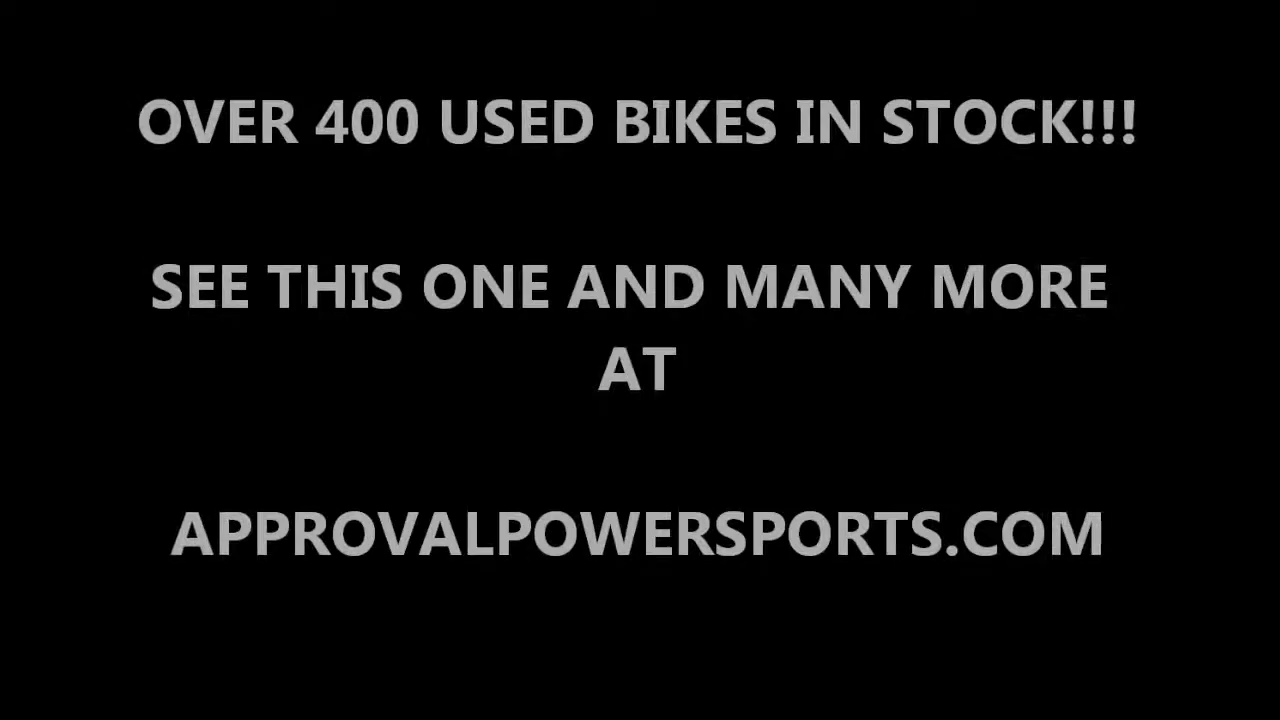 OVER 400 USED BIKES IN STOCK!!!
SEE THIS ONE AND MANY MORE
AT
APPROVALPOWERSPORTS.COM